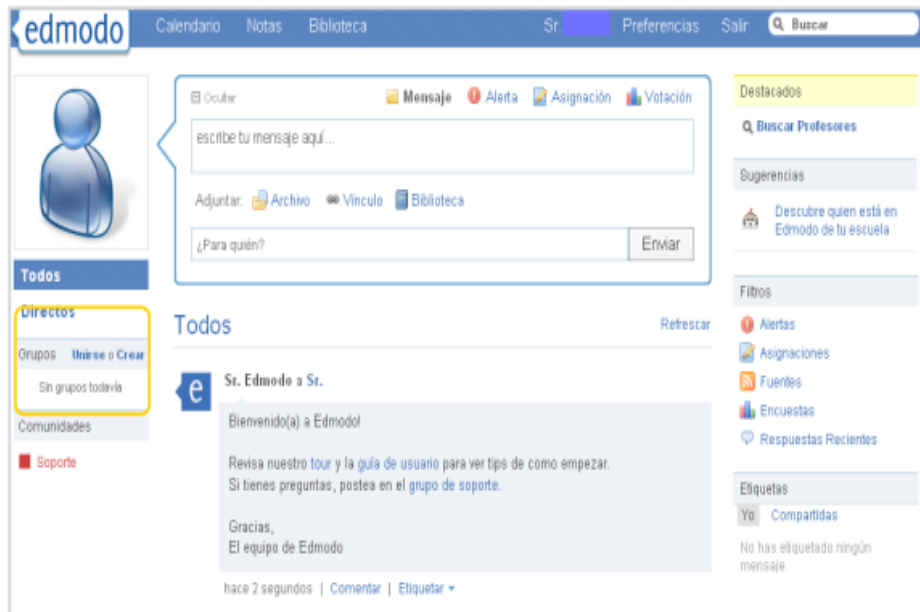 edmodo Calendario Notas Biblioteca Sr. Preferencias Salir Buscar
Ocultar Mensaje Alerta Asignación Votación
escribe tu mensaje aquí...
Adjuntar: Archivo Vínculo Biblioteca
¿Para quién? Enviar
Todos
Directos
Grupos Unirse o Crear
Sin grupos todavía
Comunidades
Soporte
Todos Refrescar
e
Sr. Edmodo a Sr.
Bienvenido(a) a Edmodo!
Revisa nuestro tour y la guía de usuario para ver tips de como empezar.
Si tienes preguntas, postea en el grupo de soporte.
Gracias,
El equipo de Edmodo
hace 2 segundos | Comentar | Etiquetar
Destacados
Buscar Profesores
Sugerencias
Descubre quien está en
Edmodo de tu escuela
Filtros
Alertas
Asignaciones
Fuentes
Encuestas
Respuestas Recientes
Etiquetas
Yo Compartidas
No has etiquetado ningún
mensaje.